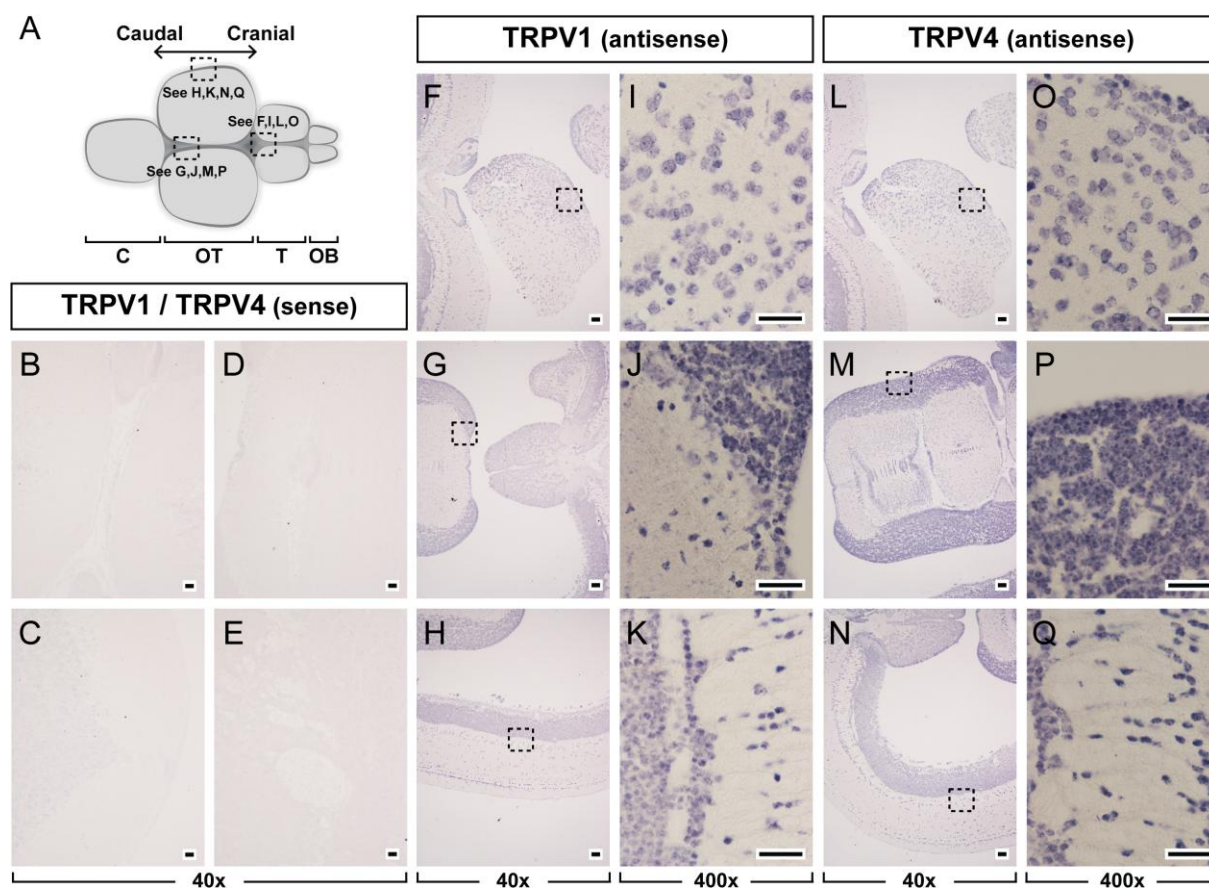 A
Caudal Cranial
See H,K,N,Q
See F,I,L,O
See G,J,M,P
C OT T OB
TRPV1 / TRPV4 (sense)
B D
C E
40x
TRPV1 (antisense)
F I
G J
H K
40x 400x
TRPV4 (antisense)
L O
M P
N Q
40x 400x